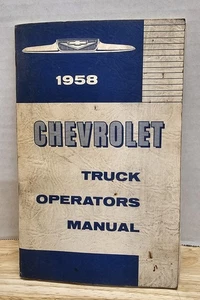 1958
CHEVROLET
TRUCK
OPERATORS
MANUAL